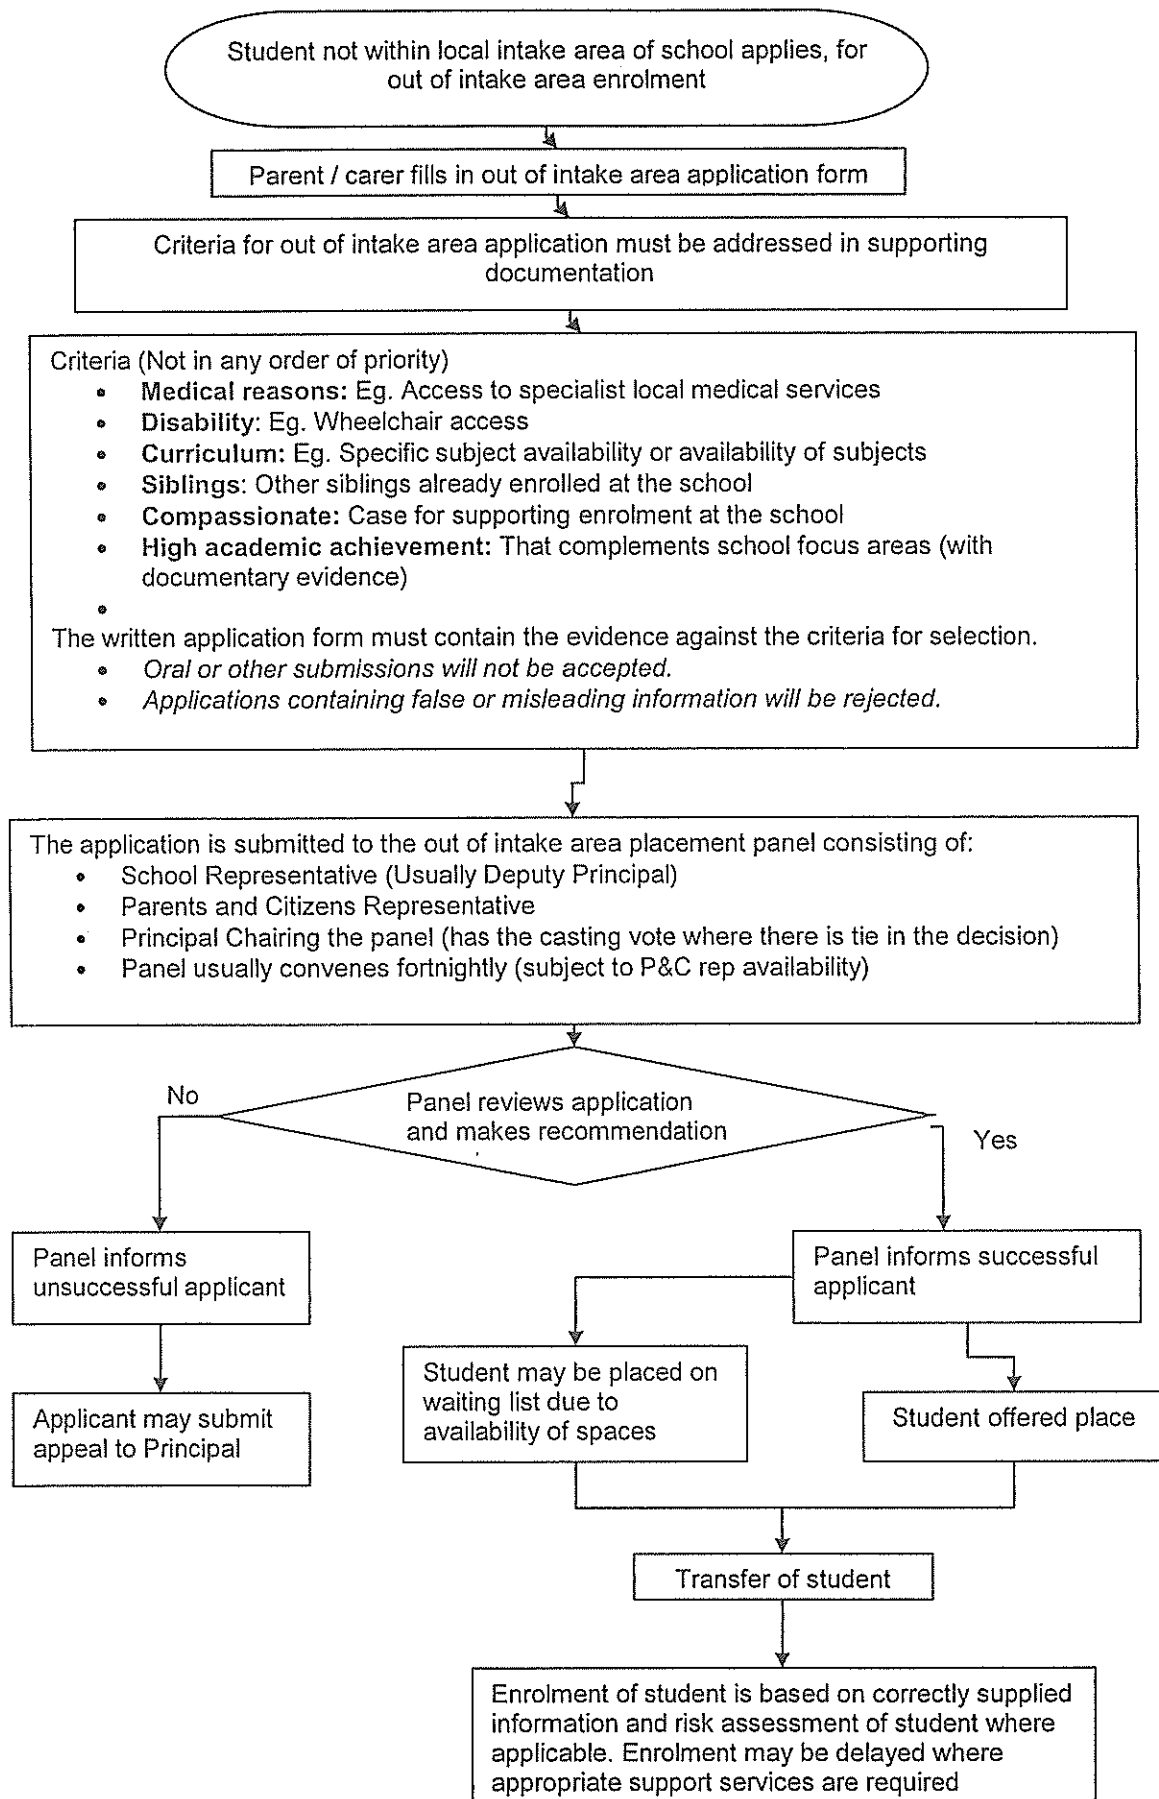 Student not within local intake area of school applies, for
out of intake area enrolment
Parent / carer fills in out of intake area application form
Criteria for out of intake area application must be addressed in supporting
documentation
Criteria (Not in any order of priority)
• Medical reasons: Eg. Access to specialist local medical services
• Disability: Eg. Wheelchair access
• Curriculum: Eg. Specific subject availability or availability of subjects
• Siblings: Other siblings already enrolled at the school
• Compassionate: Case for supporting enrolment at the school
• High academic achievement: That complements school focus areas (with
documentary evidence)
•
The written application form must contain the evidence against the criteria for selection.
• Oral or other submissions will not be accepted.
• Applications containing false or misleading information will be rejected.
The application is submitted to the out of intake area placement panel consisting of:
• School Representative (Usually Deputy Principal)
• Parents and Citizens Representative
• Principal Chairing the panel (has the casting vote where there is tie in the decision)
• Panel usually convenes fortnightly (subject to P&C rep availability)
No
Panel reviews application
and makes recommendation
Yes
Panel informs
unsuccessful applicant
Panel informs successful
applicant
Applicant may submit
appeal to Principal
Student may be placed on
waiting list due to
availability of spaces
Student offered place
Transfer of student
Enrolment of student is based on correctly supplied
information and risk assessment of student where
applicable. Enrolment may be delayed where
appropriate support services are required